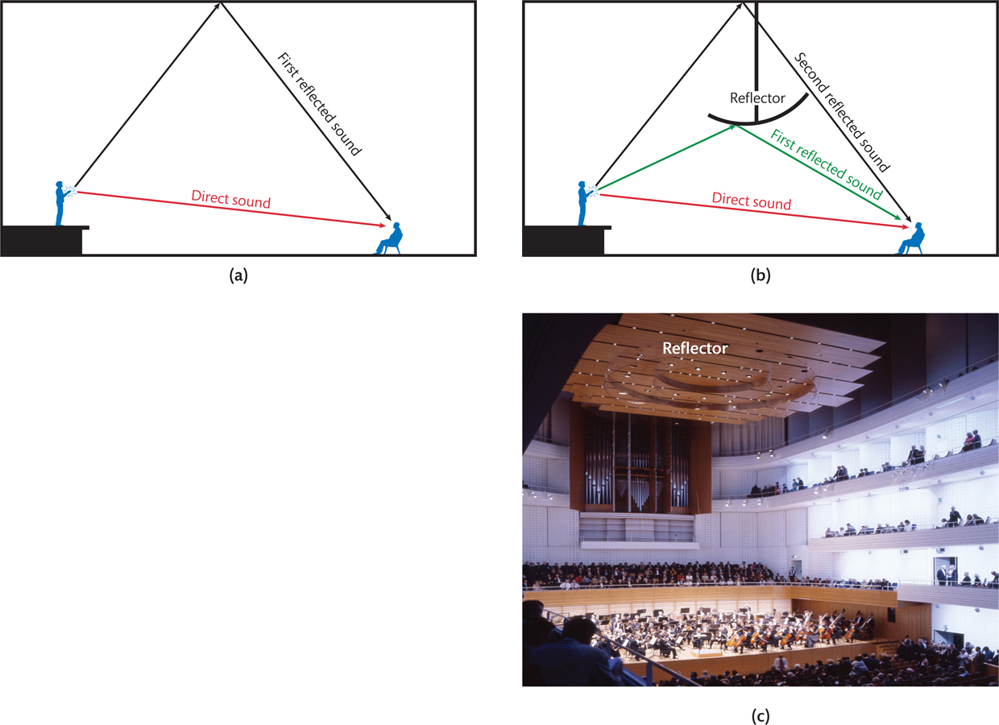 First reflected sound
Direct sound
(a)
Second reflected sound
Reflector
First reflected sound
Direct sound
(b)
Reflector
(c)